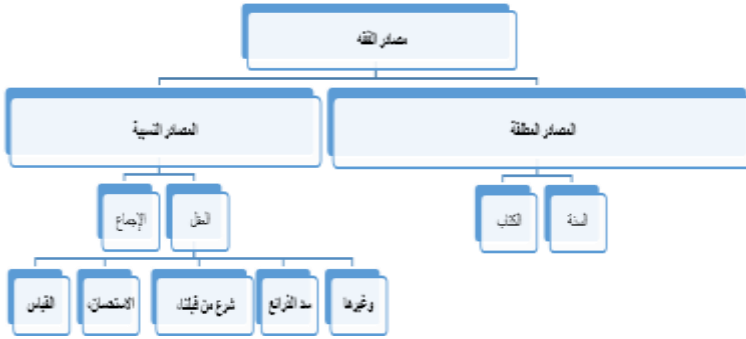 مصادر الفقه
المصادر المطلقة
المصادر النسبية
السنة
الكتاب
العقل
الإجماع
وغيرها
سد الذرائع
شرع من قبلنا،
الاستحسان،
القياس